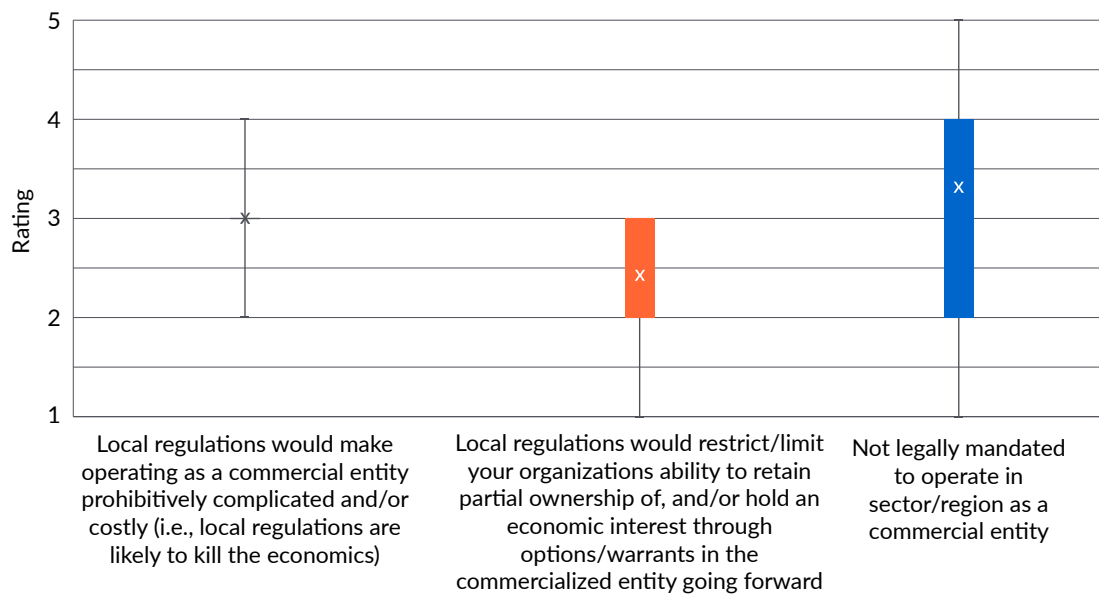 5
4
3
2
1
Rating
x
x
x
Local regulations would make
operating as a commercial entity
prohibitively complicated and/or
costly (i.e., local regulations are
likely to kill the economics)
Local regulations would restrict/limit
your organizations ability to retain
partial ownership of, and/or hold an
economic interest through
options/warrants in the
commercialized entity going forward
Not legally mandated
to operate in
sector/region as a
commercial entity